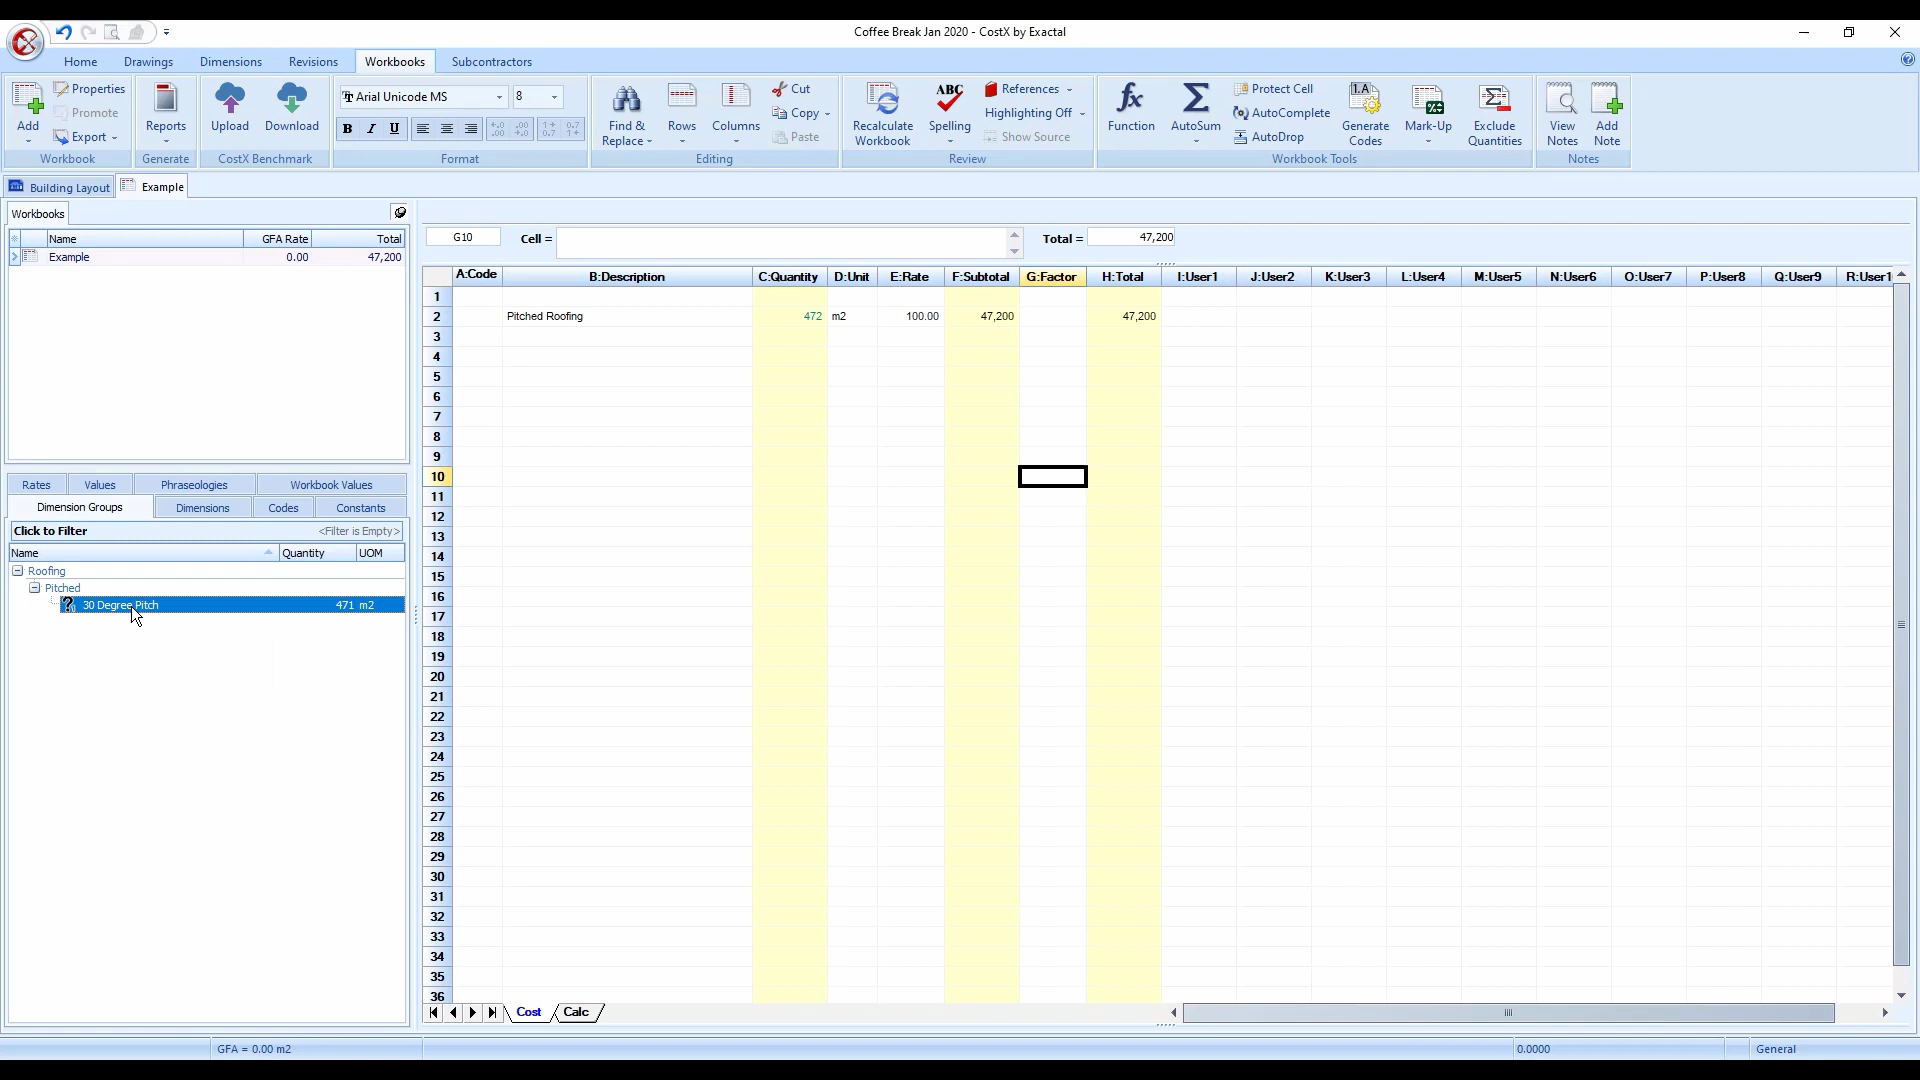 Coffee Break Jan 2020 - CostX by Exactal
Home Drawings Dimensions Revisions Workbooks Subcontractors
Add Properties Promote Export Workbook
Reports Generate
Upload Download CostX Benchmark
Arial Unicode MS 8 B I U Format
Find & Replace Rows Columns Cut Copy Paste Editing
Recalculate Workbook ABC Spelling References Highlighting Off Show Source Review
fx Function Σ AutoSum Protect Cell AutoComplete AutoDrop 1.A Generate Codes Mark-Up Exclude Quantities Workbook Tools
View Notes Add Note Notes
Building Layout Example
Workbooks
Name GFA Rate Total
Example 0.00 47,200
G10 Cell = Total = 47,200
A:Code B:Description C:Quantity D:Unit E:Rate F:Subtotal G:Factor H:Total I:User1 J:User2 K:User3 L:User4 M:User5 N:User6 O:User7 P:User8 Q:User9 R:User1
1
2 Pitched Roofing 472 m2 100.00 47,200 47,200
3
4
5
6
7
8
9
10
11
12
13
14
15
16
17
18
19
20
21
22
23
24
25
26
27
28
29
30
31
32
33
34
35
36
Rates Values Phraseologies Workbook Values
Dimension Groups Dimensions Codes Constants
Click to Filter <Filter is Empty>
Name Quantity UOM
Roofing
Pitched
30 Degree Pitch 471 m2
Cost Calc
GFA = 0.00 m2 0.0000 General